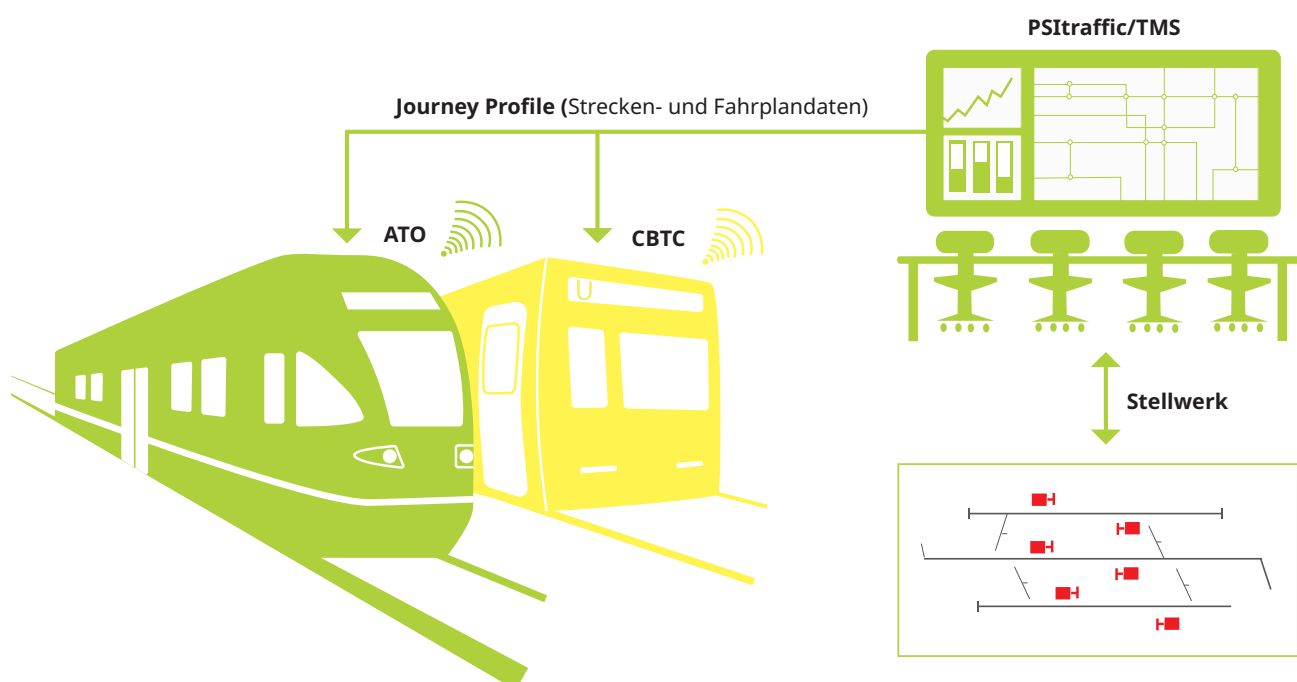 PSItraffic/TMS
Journey Profile (Strecken- und Fahrplandaten)
ATO
CBTC
U
Stellwerk